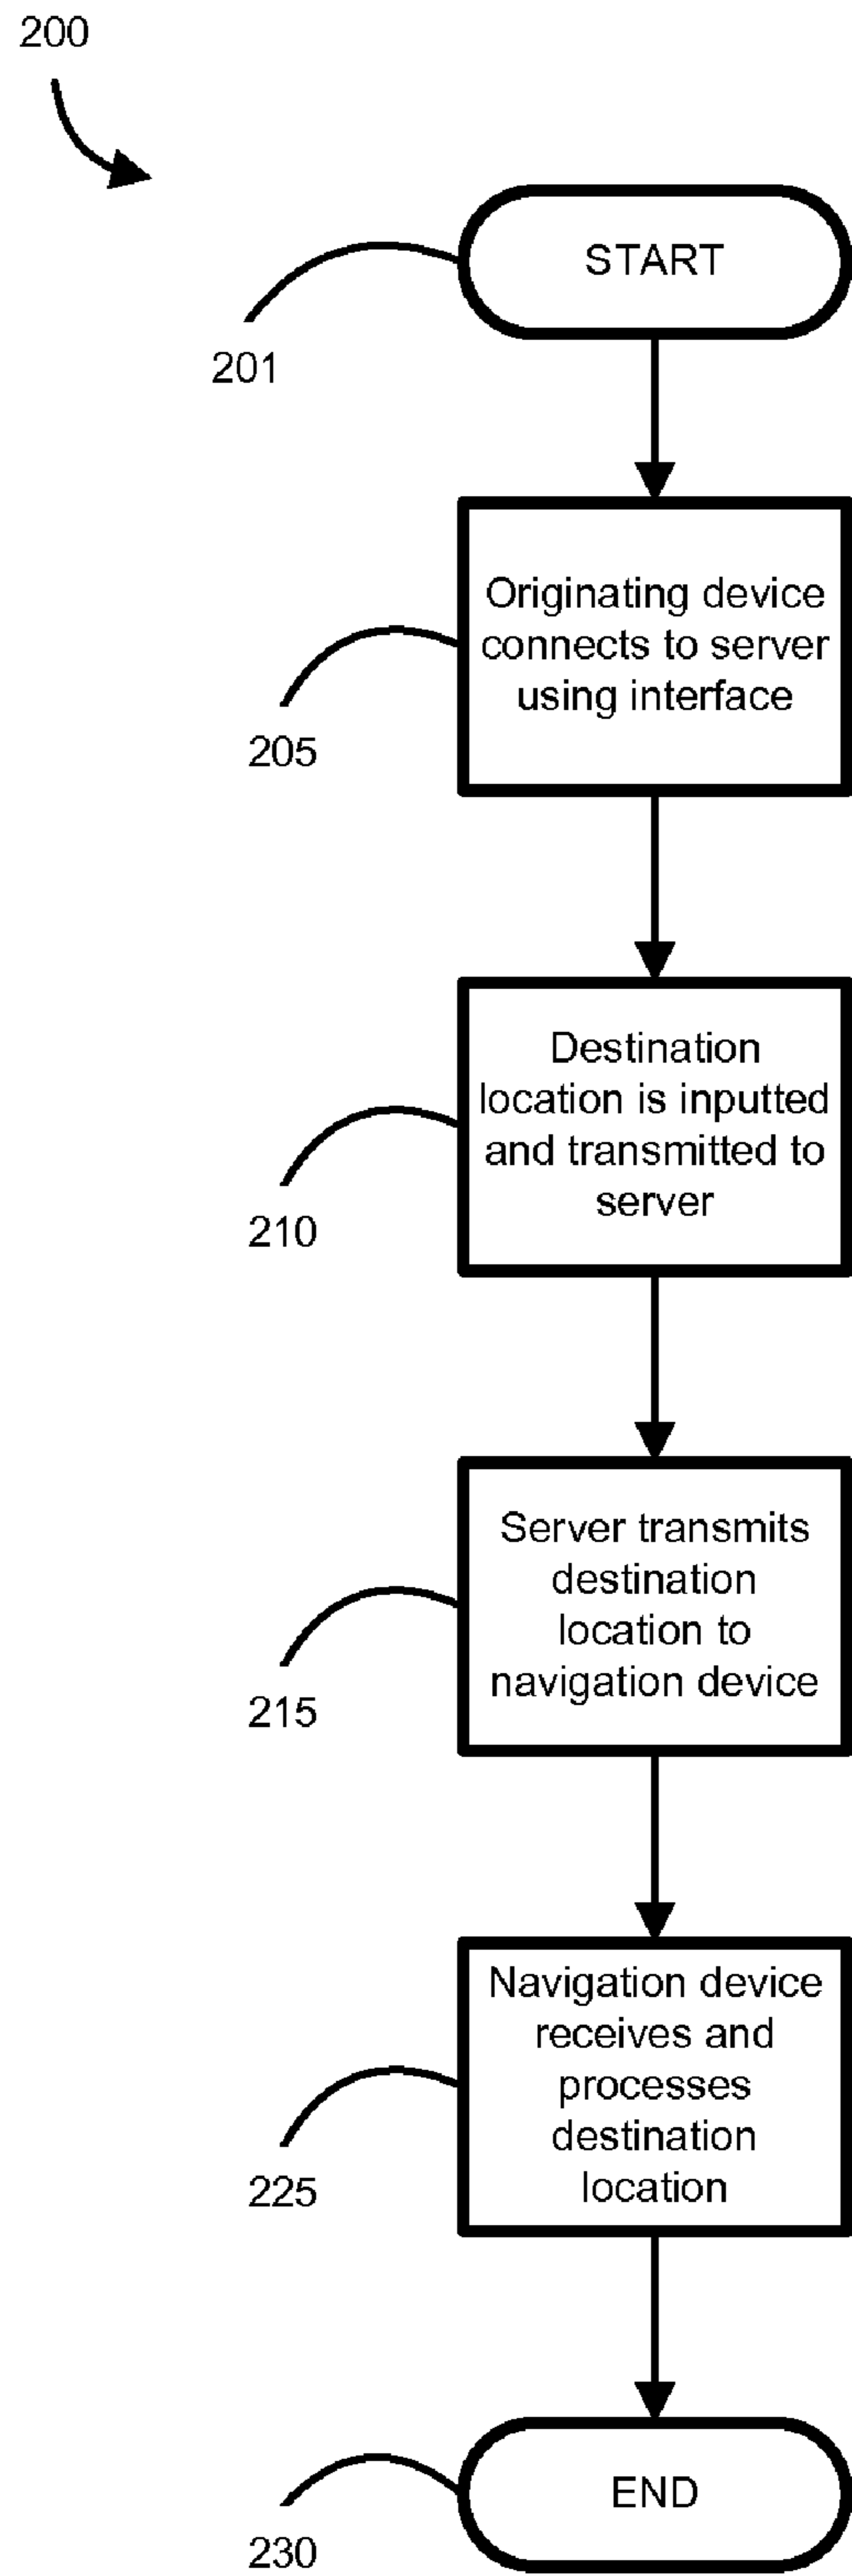 200
START
201
Originating device
connects to server
using interface
205
Destination
location is inputted
and transmitted to
server
210
Server transmits
destination
location to
navigation device
215
Navigation device
receives and
processes
destination
location
225
END
230